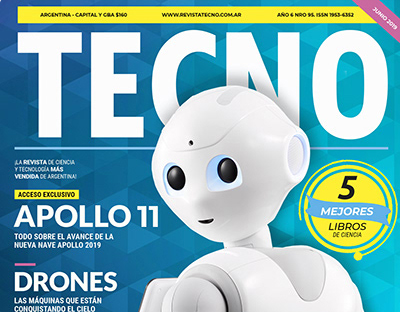 ARGENTINA - CAPITAL Y GBA $160
WWW.REVISTATECNO.COM.AR
AÑO 6 NRO 95. ISSN 1953-6352
JUNIO 2019
TECNO
¡LA REVISTA DE CIENCIA
Y TECNOLOGÍA MÁS
VENDIDA DE ARGENTINA!
ACCESO EXCLUSIVO
APOLLO 11
TODO SOBRE EL AVANCE DE LA
NUEVA NAVE APOLLO 2019
DRONES
LAS MÁQUINAS QUE ESTÁN
CONQUISTANDO EL CIELO
5
MEJORES
LIBROS
DE CIENCIA